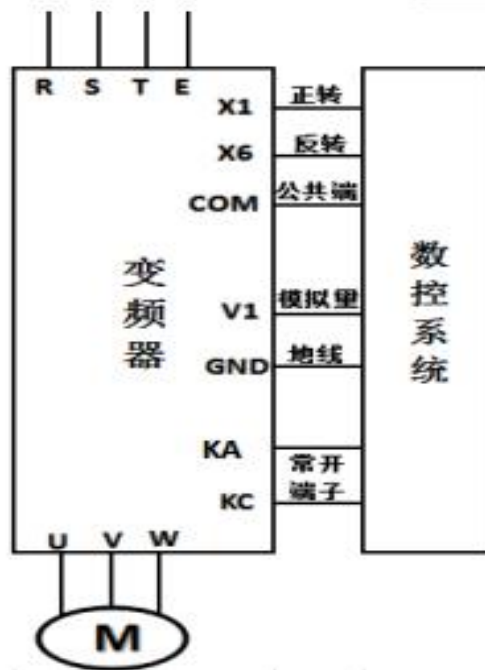 R S T E
X1 正转
X6 反转
COM 公共端
变频器
数控系统
V1 模拟量
GND 地线
KA
常开
端子
KC
U V W
M